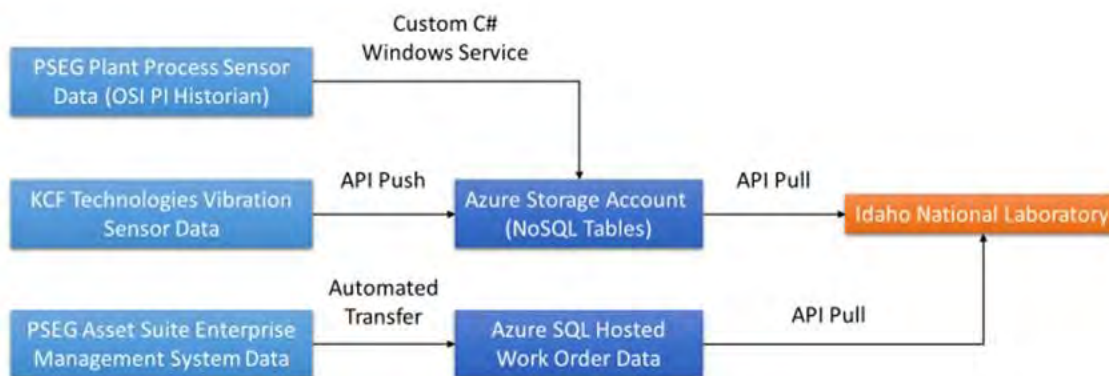 Custom C#
Windows Service
PSEG Plant Process Sensor
Data (OSI PI Historian)
API Push
API Pull
KCF Technologies Vibration
Sensor Data
Azure Storage Account
(NoSQL Tables)
Idaho National Laboratory
Automated
Transfer
API Pull
PSEG Asset Suite Enterprise
Management System Data
Azure SQL Hosted
Work Order Data